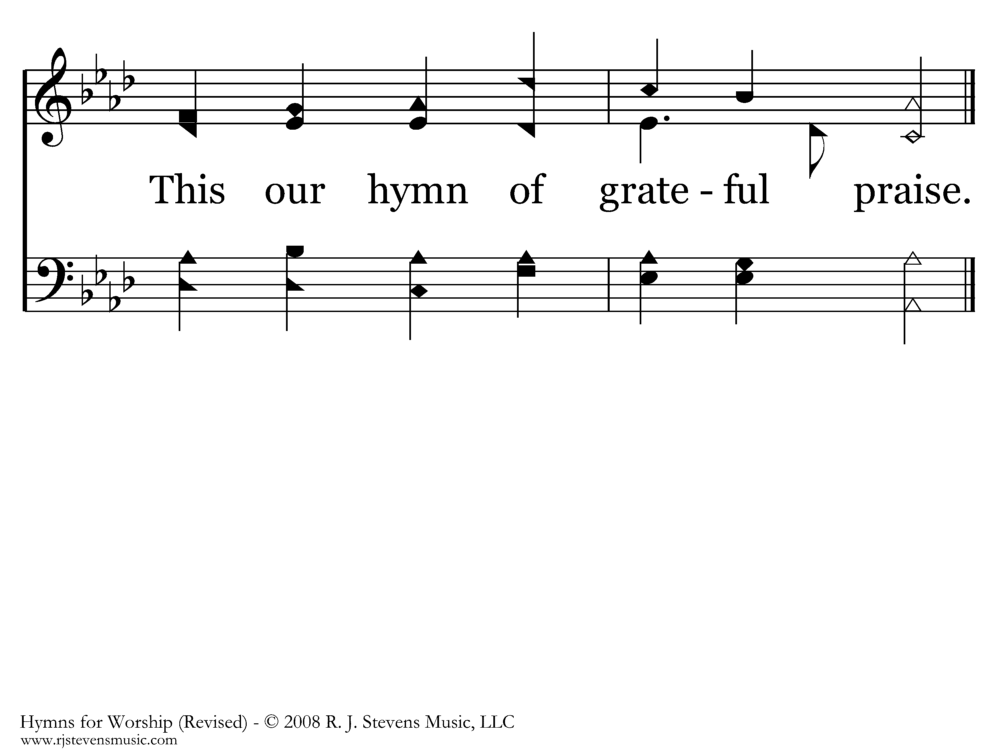 This our hymn of grate - ful praise.
Hymns for Worship (Revised) - © 2008 R. J. Stevens Music, LLC
www.rjstevensmusic.com